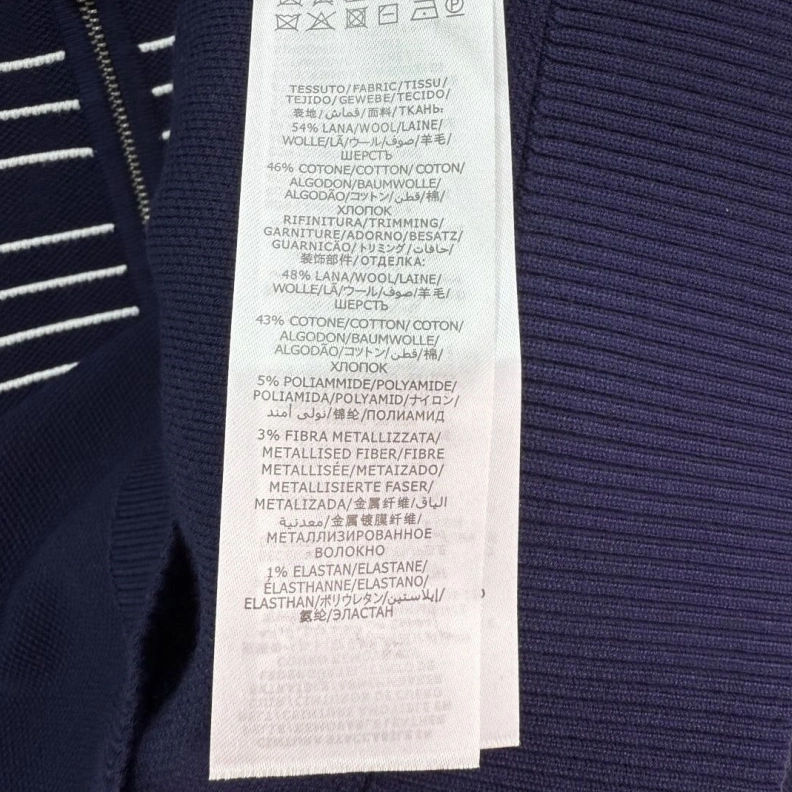 TESSUTO/FABRIC/TISSU/
TEJIDO/GEWEBE/TECIDO/
表地/قماش/面料/ТКАНЬ:
54% LANA/WOOL/LAINE/
WOLLE/LÃ/ウール/صوف/羊毛/
ШЕРСТЬ
46% COTONE/COTTON/COTON/
ALGODON/BAUMWOLLE/
ALGODÃO/コットン/قطن/棉/
ХЛОПОК
RIFINITURA/TRIMMING/
GARNITURE/ADORNO/BESATZ/
GUARNICÃO/トリミング/حافات/
装饰部件/ОТДЕЛКА:
48% LANA/WOOL/LAINE/
WOLLE/LÃ/ウール/صوف/羊毛/
ШЕРСТЬ
43% COTONE/COTTON/COTON/
ALGODON/BAUMWOLLE/
ALGODÃO/コットン/قطن/棉/
ХЛОПОК
5% POLIAMMIDE/POLYAMIDE/
POLIAMIDA/POLYAMID/ナイロン/
نولى أمند/锦纶/ПОЛИАМИД
3% FIBRA METALLIZZATA/
METALLISED FIBER/FIBRE
METALLISÉE/METAIZADO/
METALLISIERTE FASER/
METALIZADA/金属纤维/الياق
معدنية/金属镀膜纤维/
МЕТАЛЛИЗИРОВАННОЕ
ВОЛОКНО
1% ELASTAN/ELASTANE/
ÉLASTHANNE/ELASTANO/
ELASTHAN/ポリウレタン/إيلاستين/
氨纶/ЭЛАСТАН